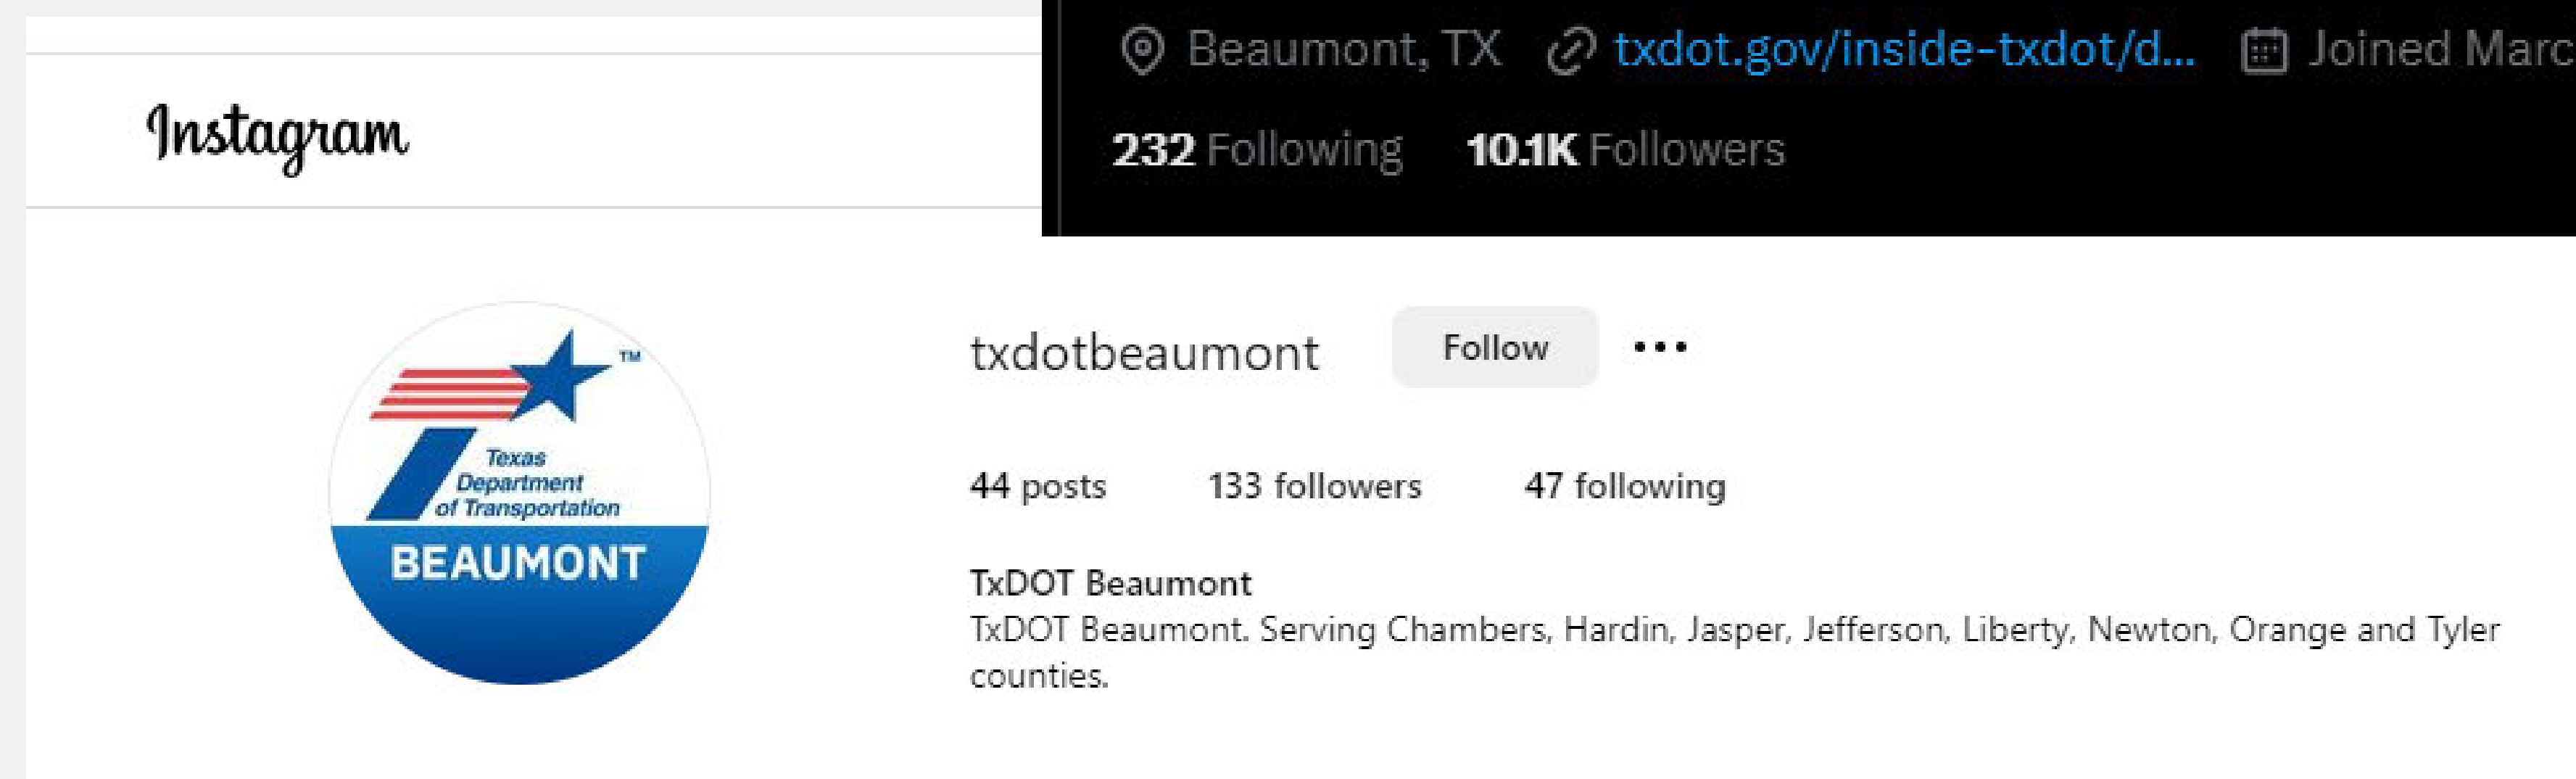 Beaumont, TX txdot.gov/inside-txdot/d... Joined Marc
232 Following 10.1K Followers
Instagram
TM
Texas
Department
of Transportation
BEAUMONT
txdotbeaumont Follow •••
44 posts 133 followers 47 following
TxDOT Beaumont
TxDOT Beaumont. Serving Chambers, Hardin, Jasper, Jefferson, Liberty, Newton, Orange and Tyler
counties.